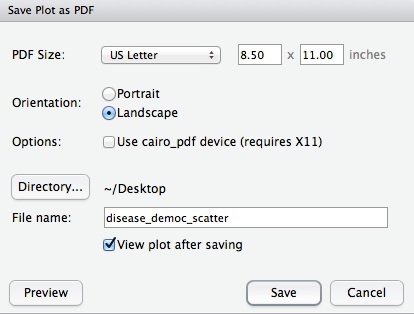 Save Plot as PDF
PDF Size: US Letter 8.50 x 11.00 inches
Orientation: Portrait
Landscape
Options: Use cairo_pdf device (requires X11)
Directory... ~/Desktop
File name: disease_democ_scatter
View plot after saving
Preview Save Cancel